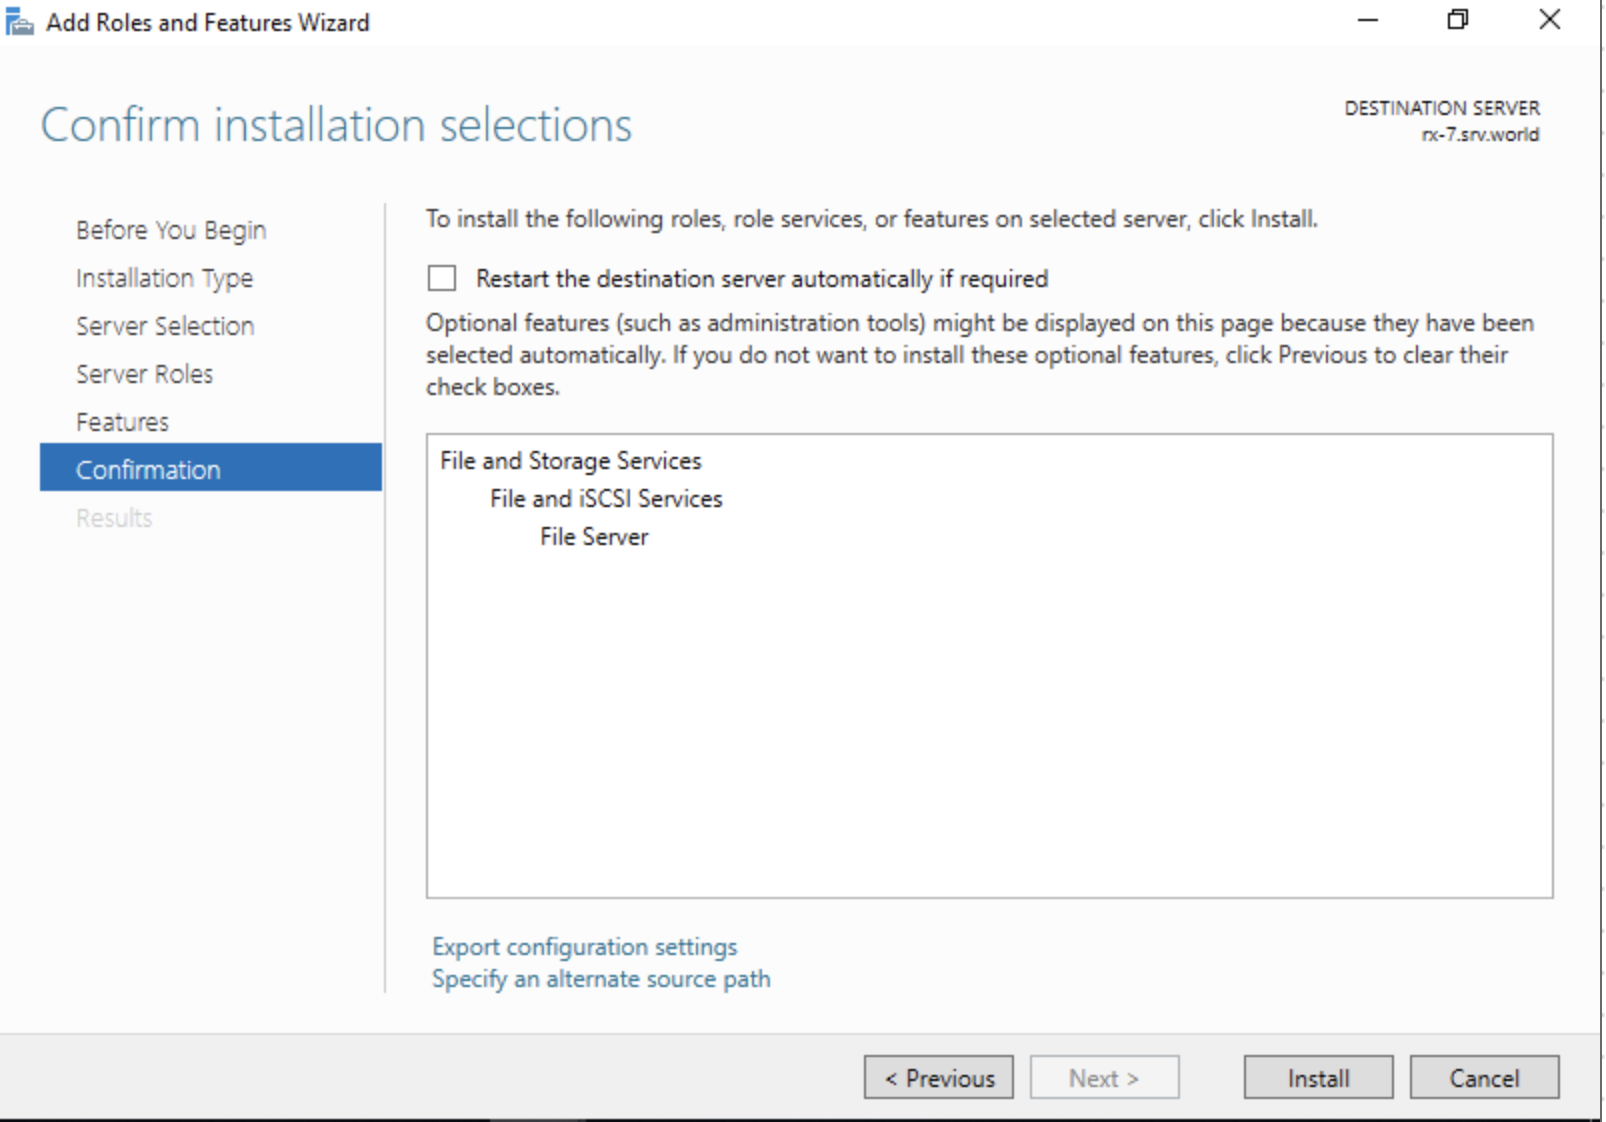 Add Roles and Features Wizard
Confirm installation selections
DESTINATION SERVER
rx-7.srv.world
Before You Begin
Installation Type
Server Selection
Server Roles
Features
Confirmation
Results
To install the following roles, role services, or features on selected server, click Install.
Restart the destination server automatically if required
Optional features (such as administration tools) might be displayed on this page because they have been
selected automatically. If you do not want to install these optional features, click Previous to clear their
check boxes.
File and Storage Services
File and iSCSI Services
File Server
Export configuration settings
Specify an alternate source path
< Previous
Next >
Install
Cancel